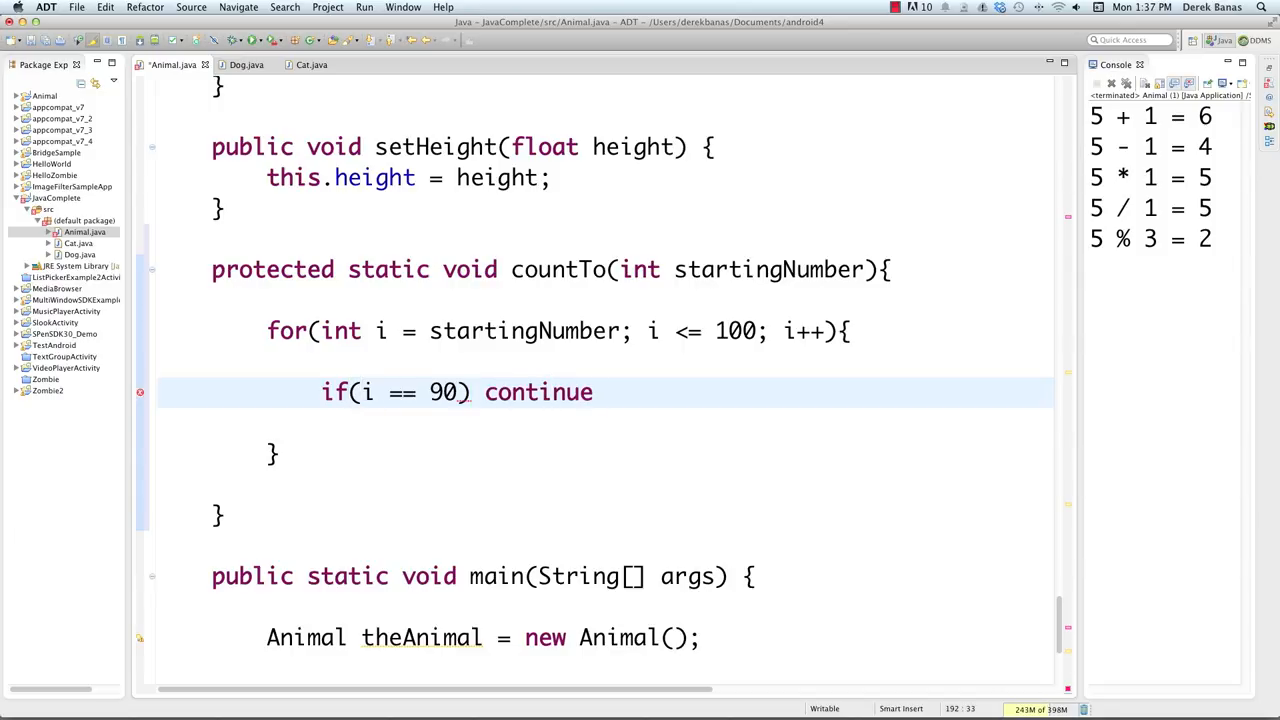 ADT File Edit Refactor Source Navigate Search Project Run Window Help 10 Mon 1:37 PM Derek Banas
Java - JavaComplete/src/Animal.java - ADT - /Users/derekbanas/Documents/android4
Quick Access Java DDMS
Package Exp
*Animal.java Dog.java Cat.java
Console
Animal
appcompat_v7
appcompat_v7_2
appcompat_v7_3
appcompat_v7_4
BridgeSample
HelloWorld
HelloZombie
ImageFilterSampleApp
JavaComplete
src
(default package)
Animal.java
Cat.java
Dog.java
JRE System Library [Ja
ListPickerExample2Activi
MediaBrowser
MultiWindowSDKExample
MusicPlayerActivity
SlookActivity
SPenSDK30_Demo
TestAndroid
TextGroupActivity
VideoPlayerActivity
Zombie
Zombie2
}
public void setHeight(float height) {
this.height = height;
}
protected static void countTo(int startingNumber){
for(int i = startingNumber; i <= 100; i++){
if(i == 90) continue
}
}
public static void main(String[] args) {
Animal theAnimal = new Animal();
<terminated> Animal (1) [Java Application] /S
5 + 1 = 6
5 - 1 = 4
5 * 1 = 5
5 / 1 = 5
5 % 3 = 2
Writable Smart Insert 192 : 33 243M of 398M